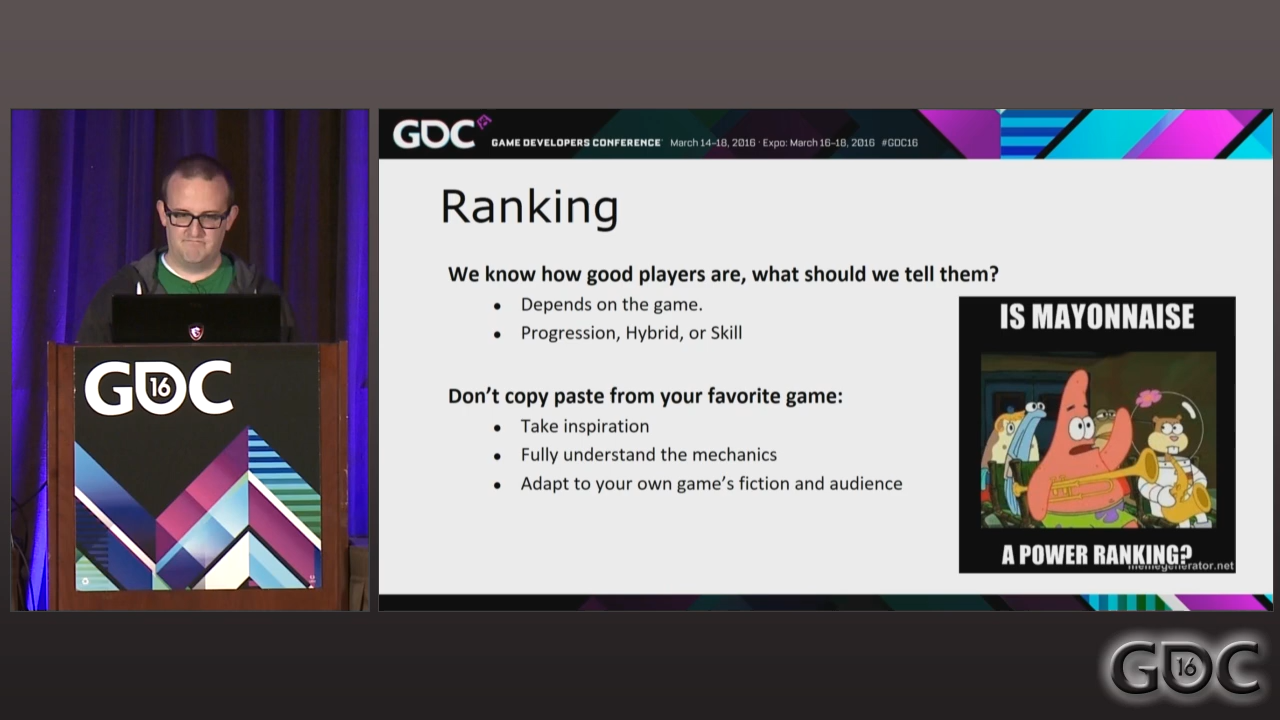 GDC
GAME DEVELOPERS CONFERENCE March 14-18, 2016 · Expo: March 16-18, 2016 #GDC16
Ranking
We know how good players are, what should we tell them?
• Depends on the game.
• Progression, Hybrid, or Skill
Don't copy paste from your favorite game:
• Take inspiration
• Fully understand the mechanics
• Adapt to your own game's fiction and audience
IS MAYONNAISE
A POWER RANKING?
memegenerator.net
GDC
16
GDC
16